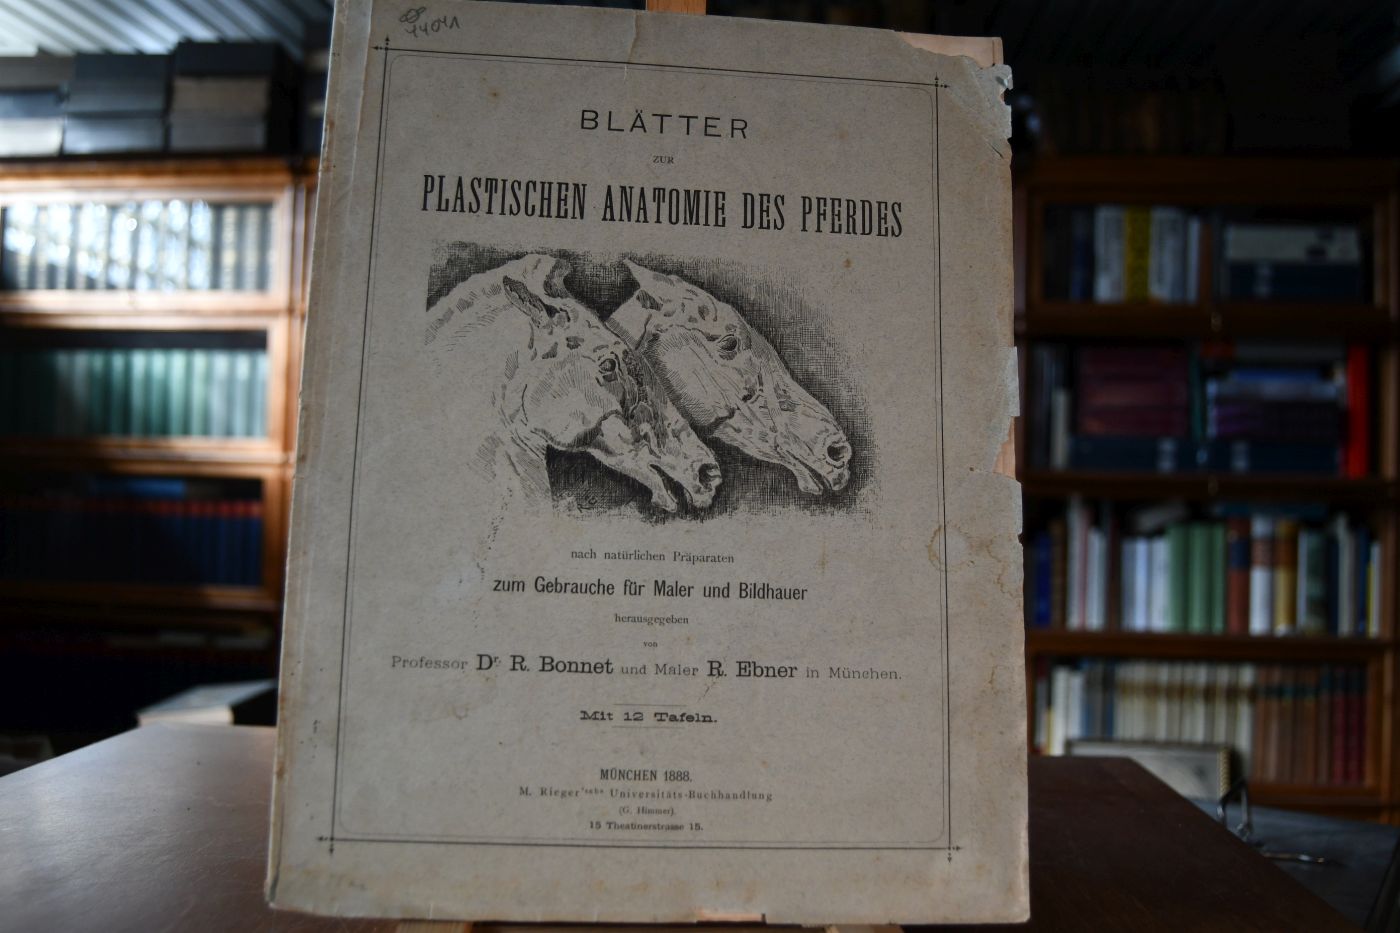 BLÄTTER
ZUR
PLASTISCHEN ANATOMIE DES PFERDES
nach natürlichen Präparaten
zum Gebrauche für Maler und Bildhauer
herausgegeben
von
Professor Dr. R. Bonnet und Maler R. Ebner in München.
Mit 12 Tafeln.
MÜNCHEN 1888.
M. Rieger'sche Universitäts-Buchhandlung
(G. Himmer).
15 Theatinerstrasse 15.